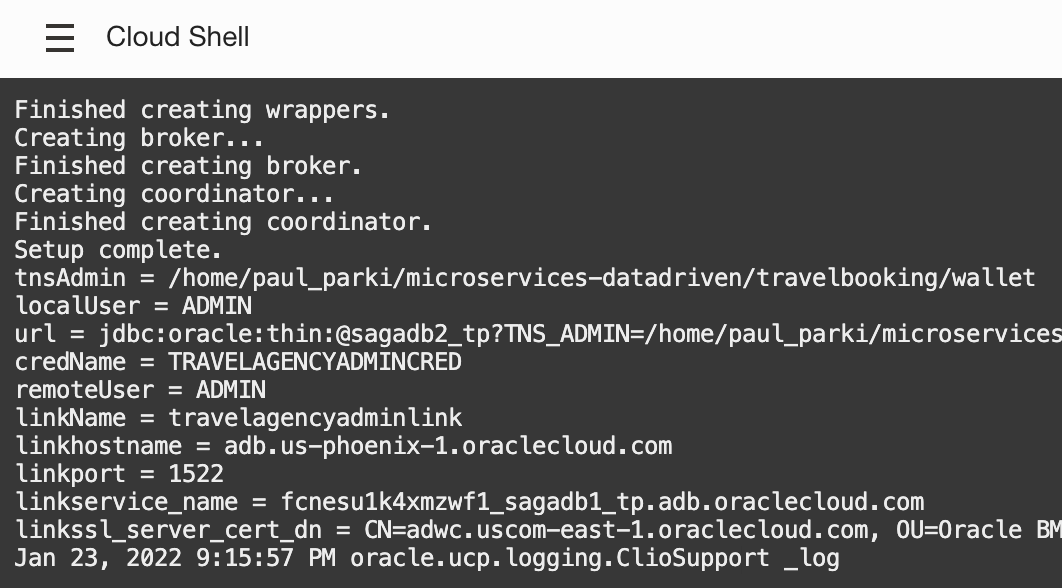 Cloud Shell
Finished creating wrappers.
Creating broker...
Finished creating broker.
Creating coordinator...
Finished creating coordinator.
Setup complete.
tnsAdmin = /home/paul_parki/microservices-datadriven/travelbooking/wallet
localUser = ADMIN
url = jdbc:oracle:thin:@sagadb2_tp?TNS_ADMIN=/home/paul_parki/microservices
credName = TRAVELAGENCYADMINCRED
remoteUser = ADMIN
linkName = travelagencyadminlink
linkhostname = adb.us-phoenix-1.oraclecloud.com
linkport = 1522
linkservice_name = fcnesu1k4xmzwf1_sagadb1_tp.adb.oraclecloud.com
linkssl_server_cert_dn = CN=adwc.uscom-east-1.oraclecloud.com, OU=Oracle BM
Jan 23, 2022 9:15:57 PM oracle.ucp.logging.ClioSupport _log